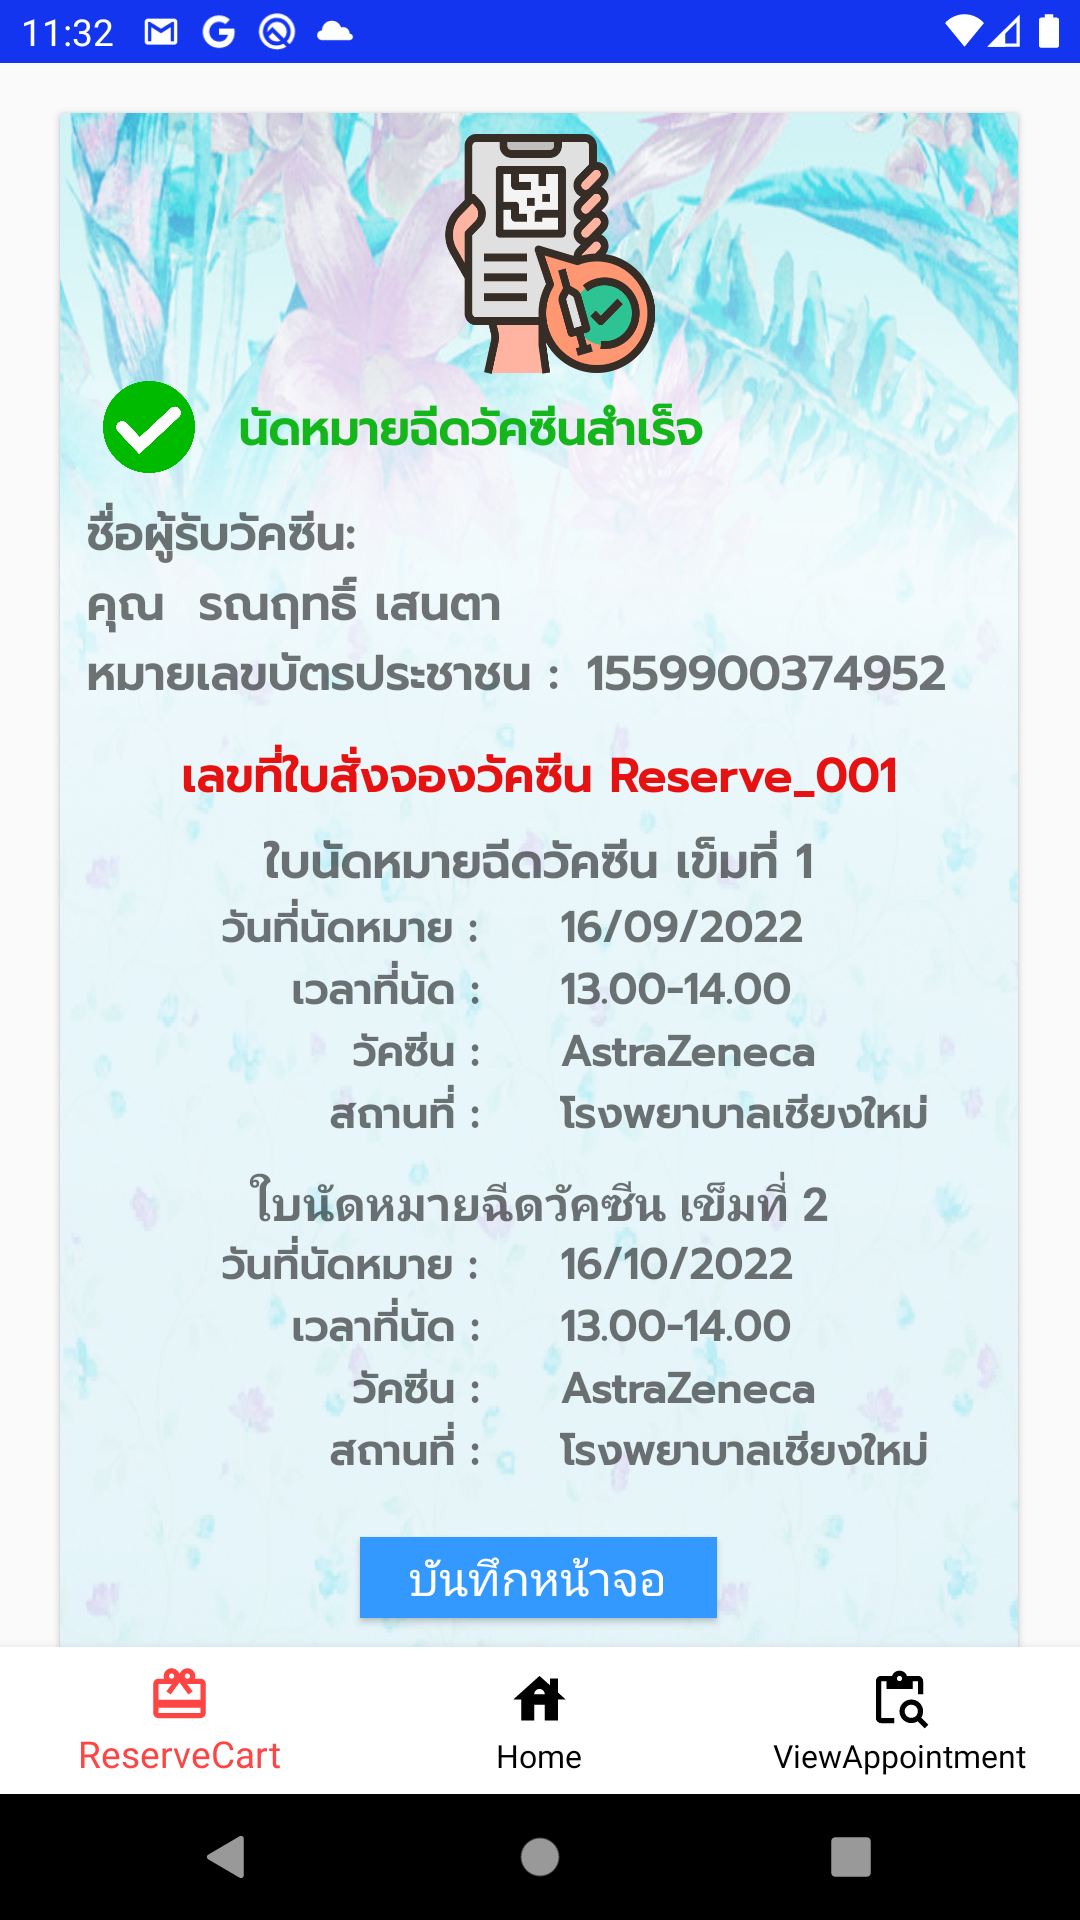 11:32
นัดหมายฉีดวัคซีนสำเร็จ
ชื่อผู้รับวัคซีน:
คุณ รณฤทธิ์ เสนตา
หมายเลขบัตรประชาชน : 1559900374952
เลขที่ใบสั่งจองวัคซีน Reserve_001
ใบนัดหมายฉีดวัคซีน เข็มที่ 1
วันที่นัดหมาย : 16/09/2022
เวลาที่นัด : 13.00-14.00
วัคซีน : AstraZeneca
สถานที่ : โรงพยาบาลเชียงใหม่
ใบนัดหมายฉีดวัคซีน เข็มที่ 2
วันที่นัดหมาย : 16/10/2022
เวลาที่นัด : 13.00-14.00
วัคซีน : AstraZeneca
สถานที่ : โรงพยาบาลเชียงใหม่
บันทึกหน้าจอ
ReserveCart Home ViewAppointment